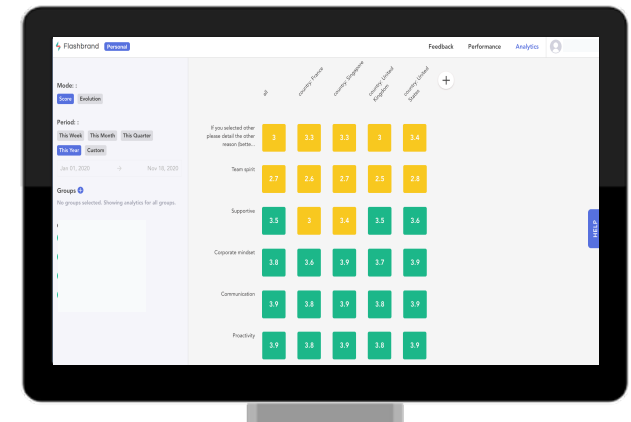 Flashbrand Personal
Feedback Performance Analytics
Mode: :
Score Evolution
Period: :
This Week This Month This Quarter
This Year Custom
Jan 01, 2020 → Nov 18, 2020
Groups +
No groups selected. Showing analytics for all groups.
all
country: France
country: Singapore
country: United
Kingdom
country: United
States
+
If you selected other
please detail the other
reason (bette...
3 3.3 3.3 3 3.4
Team spirit
2.7 2.6 2.7 2.5 2.8
Supportive
3.5 3 3.4 3.5 3.6
Corporate mindset
3.8 3.6 3.9 3.7 3.9
Communication
3.9 3.8 3.9 3.8 3.9
Proactivity
3.9 3.8 3.9 3.8 3.9
HELP